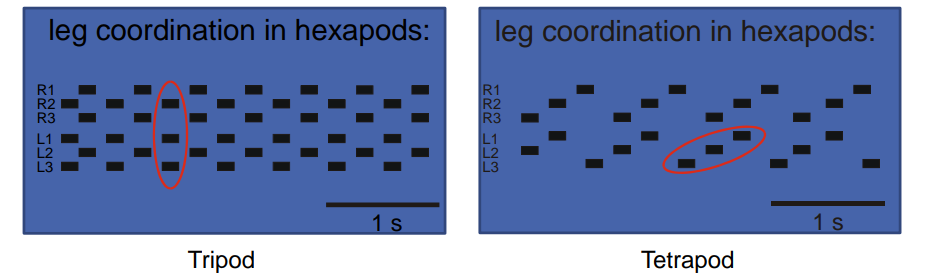 leg coordination in hexapods:
R1
R2
R3
L1
L2
L3
1 s
Tripod
leg coordination in hexapods:
R1
R2
R3
L1
L2
L3
1 s
Tetrapod